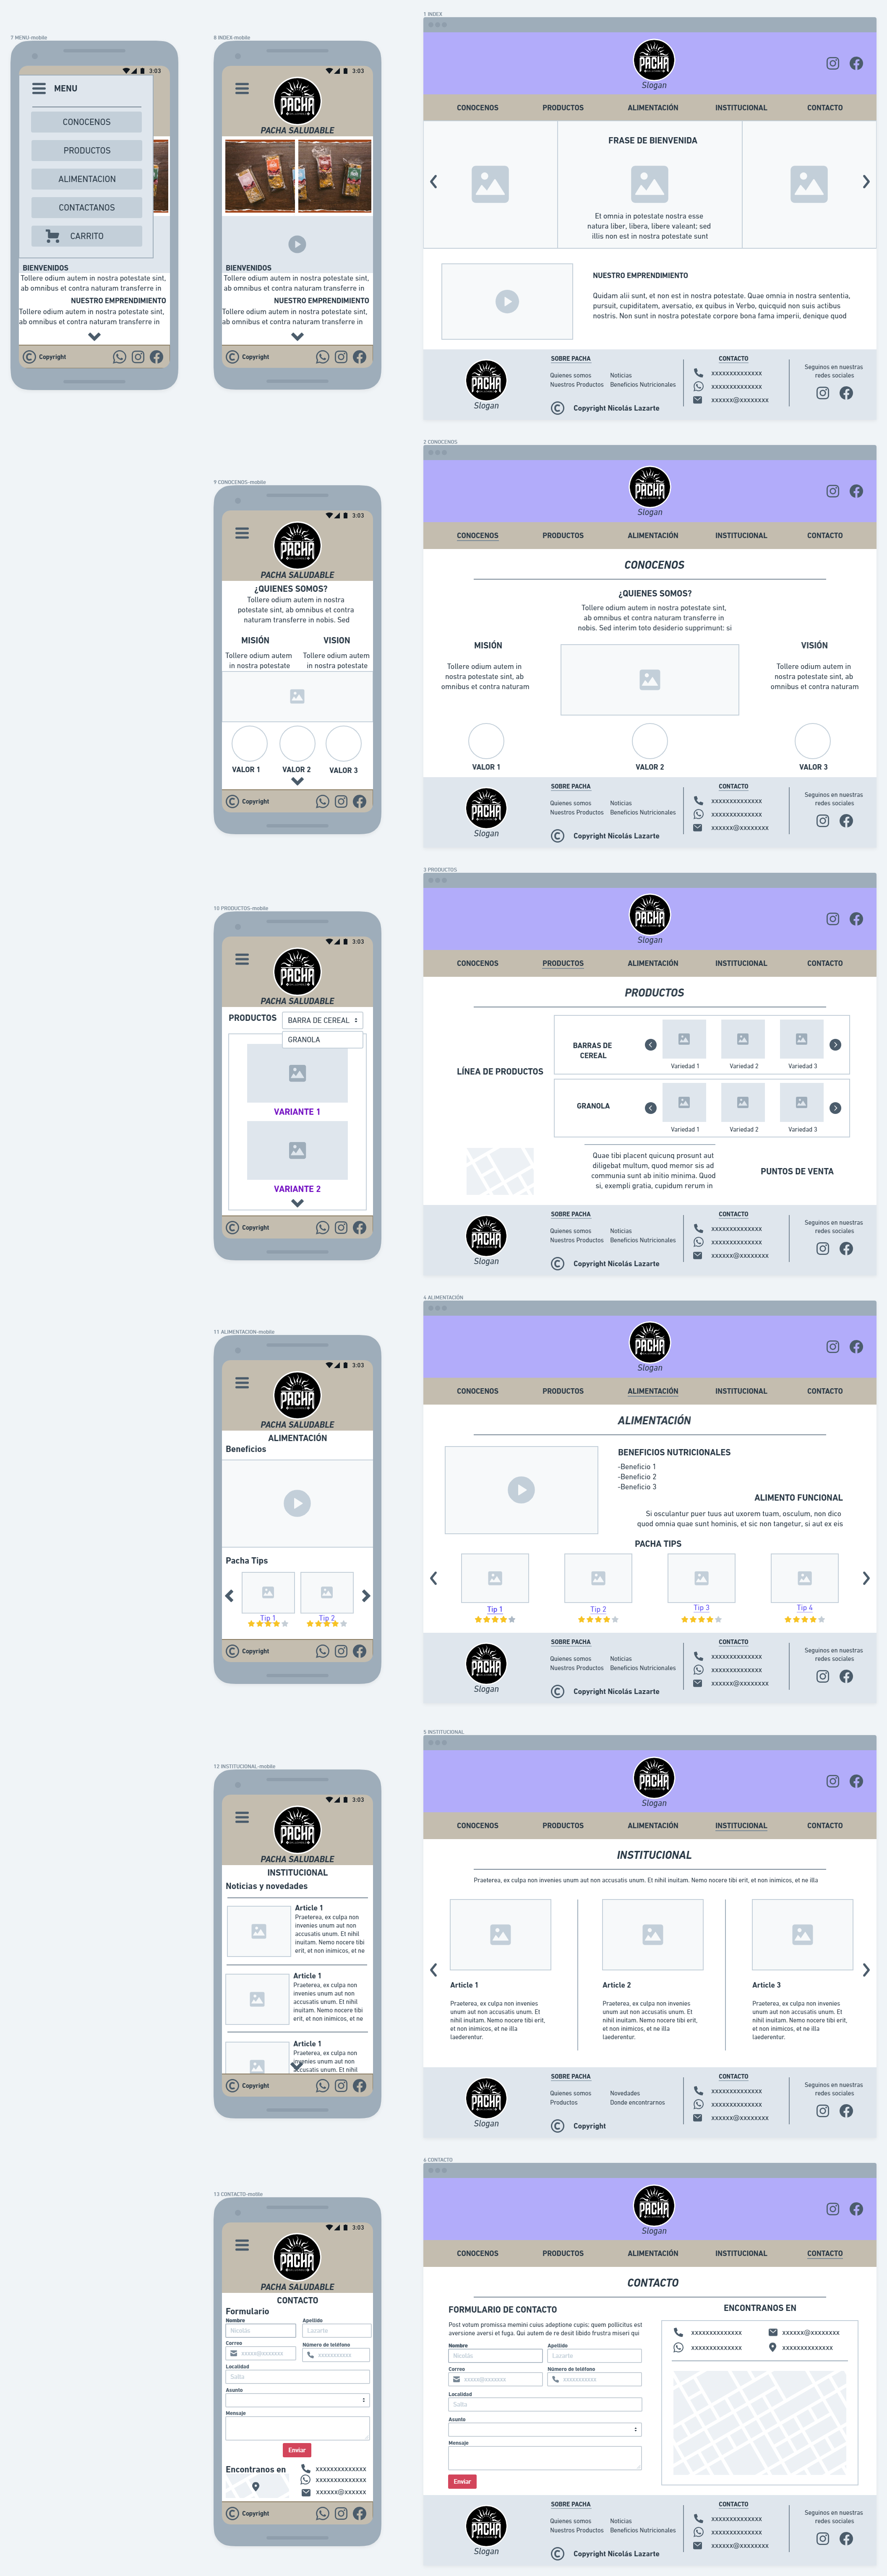 7 MENU-mobile
3:03
MENU
CONOCENOS
PRODUCTOS
ALIMENTACION
CONTACTANOS
CARRITO
BIENVENIDOS
Tollere odium autem in nostra potestate sint,
ab omnibus et contra naturam transferre in
NUESTRO EMPRENDIMIENTO
Tollere odium autem in nostra potestate sint,
ab omnibus et contra naturam transferre in
Copyright
8 INDEX-mobile
3:03
PACHA
PACHA SALUDABLE
BIENVENIDOS
Tollere odium autem in nostra potestate sint,
ab omnibus et contra naturam transferre in
NUESTRO EMPRENDIMIENTO
Tollere odium autem in nostra potestate sint,
ab omnibus et contra naturam transferre in
Copyright
1 INDEX
PACHA
Slogan
CONOCENOS PRODUCTOS ALIMENTACIÓN INSTITUCIONAL CONTACTO
FRASE DE BIENVENIDA
Et omnia in potestate nostra esse
natura liber, libera, libere valeant; sed
illis non est in nostra potestate sunt
NUESTRO EMPRENDIMIENTO
Quidam alii sunt, et non est in nostra potestate. Quae omnia in nostra sententia,
pursuit, cupiditatem, aversatio, ex quibus in Verbo, quicquid non suis actibus
nostris. Non sunt in nostra potestate corpore bona fama imperii, denique quod
PACHA
Slogan
SOBRE PACHA
Quienes somos Noticias
Nuestros Productos Beneficios Nutricionales
Copyright Nicolás Lazarte
CONTACTO
xxxxxxxxxxxxxx
xxxxxxxxxxxxxx
xxxxxx@xxxxxxxx
Seguinos en nuestras
redes sociales
9 CONOCENOS-mobile
3:03
PACHA
PACHA SALUDABLE
¿QUIENES SOMOS?
Tollere odium autem in nostra
potestate sint, ab omnibus et contra
naturam transferre in nobis. Sed
MISIÓN VISION
Tollere odium autem Tollere odium autem
in nostra potestate in nostra potestate
VALOR 1 VALOR 2 VALOR 3
Copyright
2 CONOCENOS
PACHA
Slogan
CONOCENOS PRODUCTOS ALIMENTACIÓN INSTITUCIONAL CONTACTO
CONOCENOS
¿QUIENES SOMOS?
Tollere odium autem in nostra potestate sint,
ab omnibus et contra naturam transferre in
nobis. Sed interim toto desiderio supprimunt: si
MISIÓN
Tollere odium autem in
nostra potestate sint, ab
omnibus et contra naturam
VISIÓN
Tollere odium autem in
nostra potestate sint, ab
omnibus et contra naturam
VALOR 1 VALOR 2 VALOR 3
PACHA
Slogan
SOBRE PACHA
Quienes somos Noticias
Nuestros Productos Beneficios Nutricionales
Copyright Nicolás Lazarte
CONTACTO
xxxxxxxxxxxxxx
xxxxxxxxxxxxxx
xxxxxx@xxxxxxxx
Seguinos en nuestras
redes sociales
10 PRODUCTOS-mobile
3:03
PACHA
PACHA SALUDABLE
PRODUCTOS BARRA DE CEREAL
GRANOLA
VARIANTE 1
VARIANTE 2
Copyright
3 PRODUCTOS
PACHA
Slogan
CONOCENOS PRODUCTOS ALIMENTACIÓN INSTITUCIONAL CONTACTO
PRODUCTOS
LÍNEA DE PRODUCTOS
BARRAS DE
CEREAL
Variedad 1 Variedad 2 Variedad 3
GRANOLA
Variedad 1 Variedad 2 Variedad 3
Quae tibi placent quicunq prosunt aut
diligebat multum, quod memor sis ad
communia sunt ab initio minima. Quod
si, exempli gratia, cupidum rerum in
PUNTOS DE VENTA
PACHA
Slogan
SOBRE PACHA
Quienes somos Noticias
Nuestros Productos Beneficios Nutricionales
Copyright Nicolás Lazarte
CONTACTO
xxxxxxxxxxxxxx
xxxxxxxxxxxxxx
xxxxxx@xxxxxxxx
Seguinos en nuestras
redes sociales
11 ALIMENTACION-mobile
3:03
PACHA
PACHA SALUDABLE
ALIMENTACIÓN
Beneficios
Pacha Tips
Tip 1 Tip 2
Copyright
4 ALIMENTACIÓN
PACHA
Slogan
CONOCENOS PRODUCTOS ALIMENTACIÓN INSTITUCIONAL CONTACTO
ALIMENTACIÓN
BENEFICIOS NUTRICIONALES
-Beneficio 1
-Beneficio 2
-Beneficio 3
ALIMENTO FUNCIONAL
Si osculantur puer tuus aut uxorem tuam, osculum, non dico
quod omnia quae sunt hominis, et sic non tangetur, si aut ex eis
PACHA TIPS
Tip 1 Tip 2 Tip 3 Tip 4
PACHA
Slogan
SOBRE PACHA
Quienes somos Noticias
Nuestros Productos Beneficios Nutricionales
Copyright Nicolás Lazarte
CONTACTO
xxxxxxxxxxxxxx
xxxxxxxxxxxxxx
xxxxxx@xxxxxxxx
Seguinos en nuestras
redes sociales
12 INSTITUCIONAL-mobile
3:03
PACHA
PACHA SALUDABLE
INSTITUCIONAL
Noticias y novedades
Article 1
Praeterea, ex culpa non
invenies unum aut non
accusatis unum. Et nihil
inuitam. Nemo nocere tibi
erit, et non inimicos, et ne
Article 1
Praeterea, ex culpa non
invenies unum aut non
accusatis unum. Et nihil
inuitam. Nemo nocere tibi
erit, et non inimicos, et ne
Article 1
Praeterea, ex culpa non
invenies unum aut non
accusatis unum. Et nihil
Copyright
5 INSTITUCIONAL
PACHA
Slogan
CONOCENOS PRODUCTOS ALIMENTACIÓN INSTITUCIONAL CONTACTO
INSTITUCIONAL
Praeterea, ex culpa non invenies unum aut non accusatis unum. Et nihil inuitam. Nemo nocere tibi erit, et non inimicos, et ne illa
Article 1
Praeterea, ex culpa non invenies
unum aut non accusatis unum. Et
nihil inuitam. Nemo nocere tibi erit,
et non inimicos, et ne illa
laederentur.
Article 2
Praeterea, ex culpa non invenies
unum aut non accusatis unum. Et
nihil inuitam. Nemo nocere tibi erit,
et non inimicos, et ne illa
laederentur.
Article 3
Praeterea, ex culpa non invenies
unum aut non accusatis unum. Et
nihil inuitam. Nemo nocere tibi erit,
et non inimicos, et ne illa
laederentur.
PACHA
Slogan
SOBRE PACHA
Quienes somos Novedades
Productos Donde encontrarnos
Copyright
CONTACTO
xxxxxxxxxxxxxx
xxxxxxxxxxxxxx
xxxxxx@xxxxxxxx
Seguinos en nuestras
redes sociales
13 CONTACTO-moblie
3:03
PACHA
PACHA SALUDABLE
CONTACTO
Formulario
Nombre Apellido
Nicolás Lazarte
Correo Número de teléfono
xxxxx@xxxxxxx xxxxxxxxxxx
Localidad
Salta
Asunto
Mensaje
Enviar
Encontranos en
xxxxxxxxxxxxxx
xxxxxxxxxxxxxx
xxxxxx@xxxxxx
Copyright
6 CONTACTO
PACHA
Slogan
CONOCENOS PRODUCTOS ALIMENTACIÓN INSTITUCIONAL CONTACTO
CONTACTO
FORMULARIO DE CONTACTO
Post votum promissa memini cuius adeptione cupis; quem pollicitus est
aversione aversi et fuga. Qui autem de re desit libido frustra miseri qui
Nombre Apellido
Nicolás Lazarte
Correo Número de teléfono
xxxxx@xxxxxxx xxxxxxxxxxx
Localidad
Salta
Asunto
Mensaje
Enviar
ENCONTRANOS EN
xxxxxxxxxxxxxx xxxxxx@xxxxxxxx
xxxxxxxxxxxxxx xxxxxxxxxxxxxx
PACHA
Slogan
SOBRE PACHA
Quienes somos Noticias
Nuestros Productos Beneficios Nutricionales
Copyright Nicolás Lazarte
CONTACTO
xxxxxxxxxxxxxx
xxxxxxxxxxxxxx
xxxxxx@xxxxxxxx
Seguinos en nuestras
redes sociales